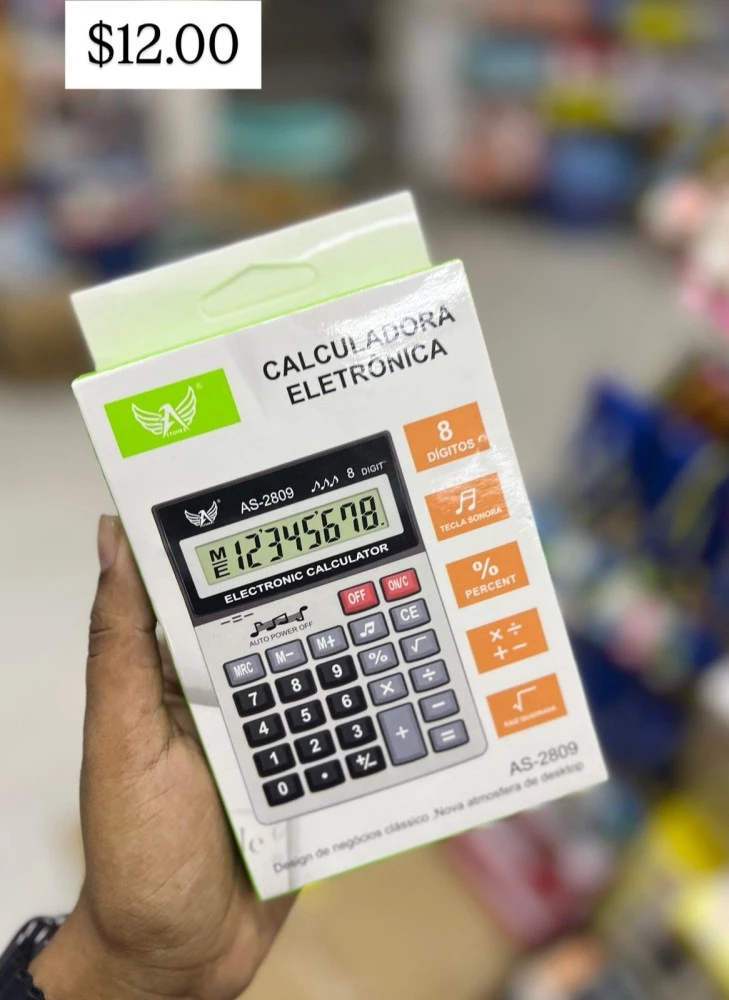 $12.00
CALCULADORA
ELETRÔNICA
8
DÍGITOS
AS-2809
8 DIGIT
M
E
12345678.
ELECTRONIC CALCULATOR
TECLA SONORA
%
PERCENT
× ÷
+ −
√
RAIZ QUADRADA
AUTO POWER OFF
OFF ON/C
MRC M− M+ ♫ CE
7 8 9 % √
4 5 6 × ÷
1 2 3 + −
0 . +/− =
AS-2809
Design de negócios clássico ,Nova atmosfera de desktop